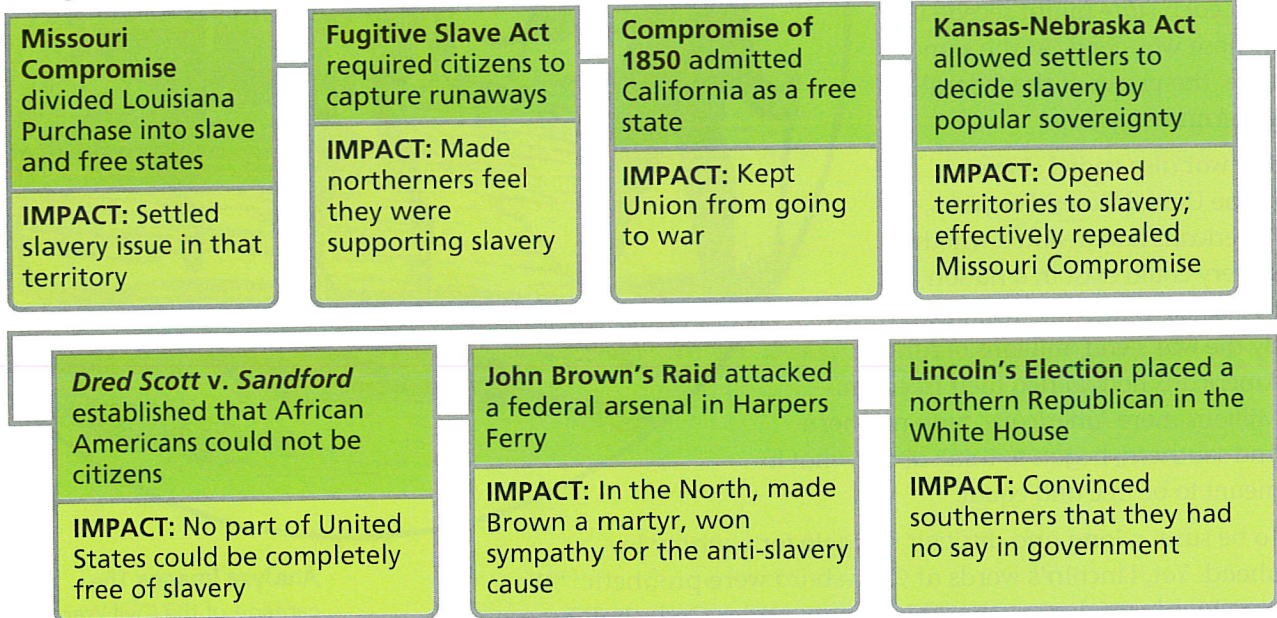 Missouri
Compromise
divided Louisiana
Purchase into slave
and free states
IMPACT: Settled
slavery issue in that
territory
Fugitive Slave Act
required citizens to
capture runaways
IMPACT: Made
northerners feel
they were
supporting slavery
Compromise of
1850 admitted
California as a free
state
IMPACT: Kept
Union from going
to war
Kansas-Nebraska Act
allowed settlers to
decide slavery by
popular sovereignty
IMPACT: Opened
territories to slavery;
effectively repealed
Missouri Compromise
Dred Scott v. Sandford
established that African
Americans could not be
citizens
IMPACT: No part of United
States could be completely
free of slavery
John Brown's Raid attacked
a federal arsenal in Harpers
Ferry
IMPACT: In the North, made
Brown a martyr, won
sympathy for the anti-slavery
cause
Lincoln's Election placed a
northern Republican in the
White House
IMPACT: Convinced
southerners that they had
no say in government